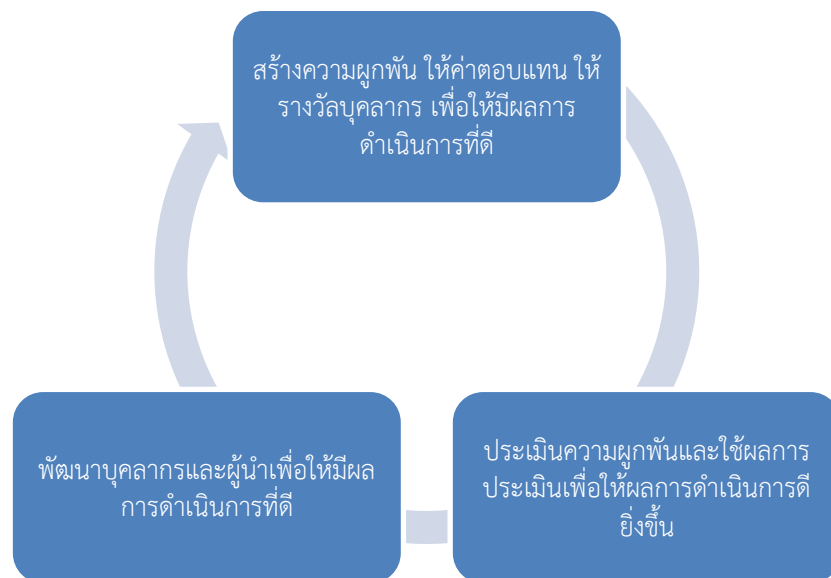 สร้างความผูกพัน ให้ค่าตอบแทน ให้
รางวัลบุคลากร เพื่อให้มีผลการ
ดำเนินการที่ดี
ประเมินความผูกพันและใช้ผลการ
ประเมินเพื่อให้ผลการดำเนินการดี
ยิ่งขึ้น
พัฒนาบุคลากรและผู้นำเพื่อให้มีผล
การดำเนินการที่ดี